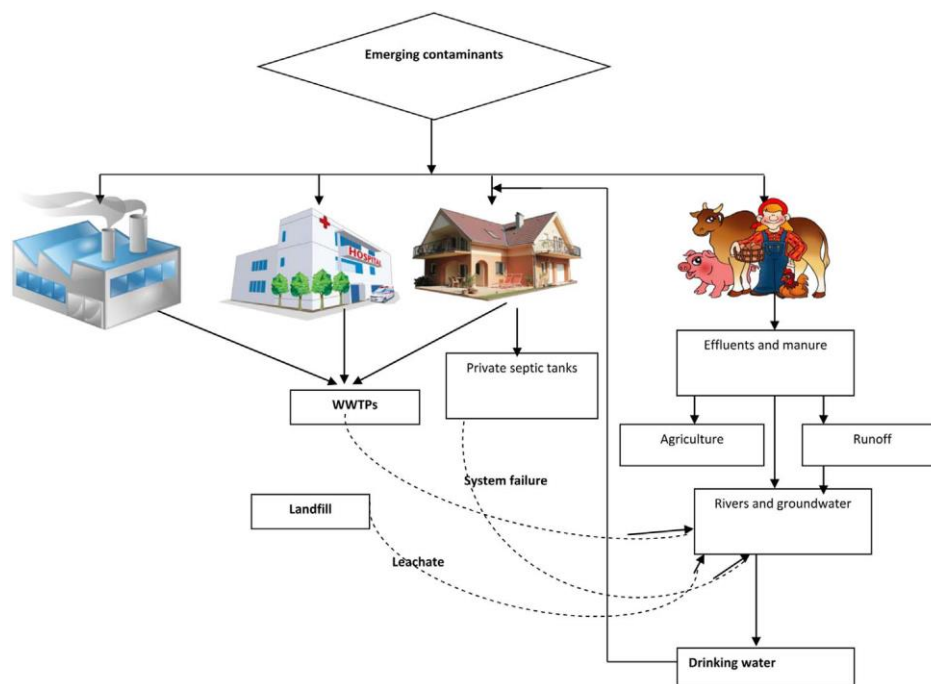 Emerging contaminants
HOSPITAL
Effluents and manure
Private septic tanks
WWTPs
Agriculture
Runoff
System failure
Rivers and groundwater
Landfill
Leachate
Drinking water